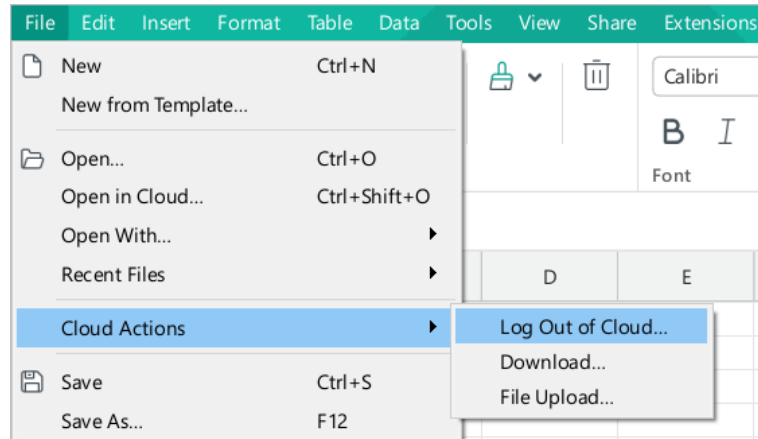 File Edit Insert Format Table Data Tools View Share Extensions
New Ctrl+N
New from Template...
Open... Ctrl+O
Open in Cloud... Ctrl+Shift+O
Open With...
Recent Files
Cloud Actions
Save Ctrl+S
Save As... F12
Log Out of Cloud...
Download...
File Upload...
Calibri
B I
Font
D E